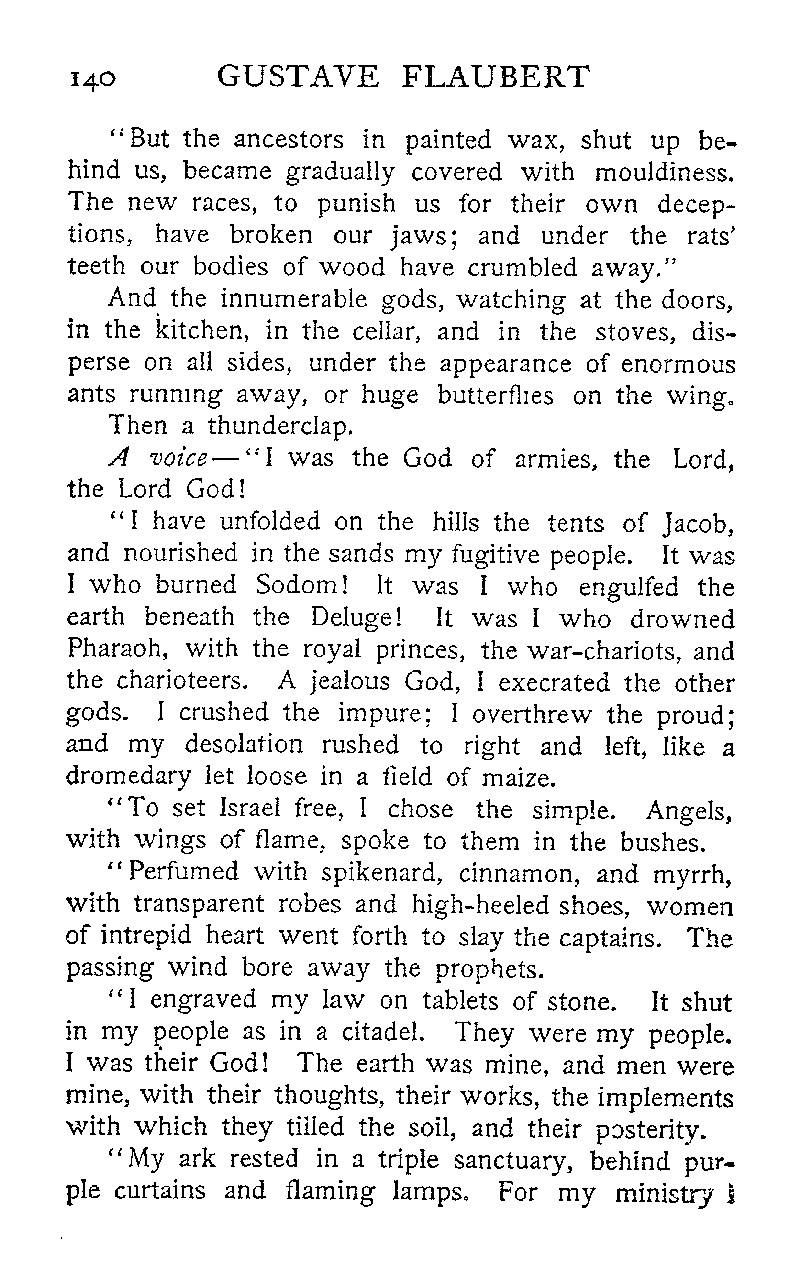 140 GUSTAVE FLAUBERT
“But the ancestors in painted wax, shut up be-
hind us, became gradually covered with mouldiness.
The new races, to punish us for their own decep-
tions, have broken our jaws; and under the rats’
teeth our bodies of wood have crumbled away.”
And the innumerable gods, watching at the doors,
in the kitchen, in the cellar, and in the stoves, dis-
perse on all sides, under the appearance of enormous
ants running away, or huge butterflies on the wing.
Then a thunderclap.
A voice—“I was the God of armies, the Lord,
the Lord God!
“I have unfolded on the hills the tents of Jacob,
and nourished in the sands my fugitive people. It was
I who burned Sodom! It was I who engulfed the
earth beneath the Deluge! It was I who drowned
Pharaoh, with the royal princes, the war-chariots, and
the charioteers. A jealous God, I execrated the other
gods. I crushed the impure; I overthrew the proud;
and my desolation rushed to right and left, like a
dromedary let loose in a field of maize.
“To set Israel free, I chose the simple. Angels,
with wings of flame, spoke to them in the bushes.
“Perfumed with spikenard, cinnamon, and myrrh,
with transparent robes and high-heeled shoes, women
of intrepid heart went forth to slay the captains. The
passing wind bore away the prophets.
“I engraved my law on tablets of stone. It shut
in my people as in a citadel. They were my people.
I was their God! The earth was mine, and men were
mine, with their thoughts, their works, the implements
with which they tilled the soil, and their posterity.
“My ark rested in a triple sanctuary, behind pur-
ple curtains and flaming lamps. For my ministry I